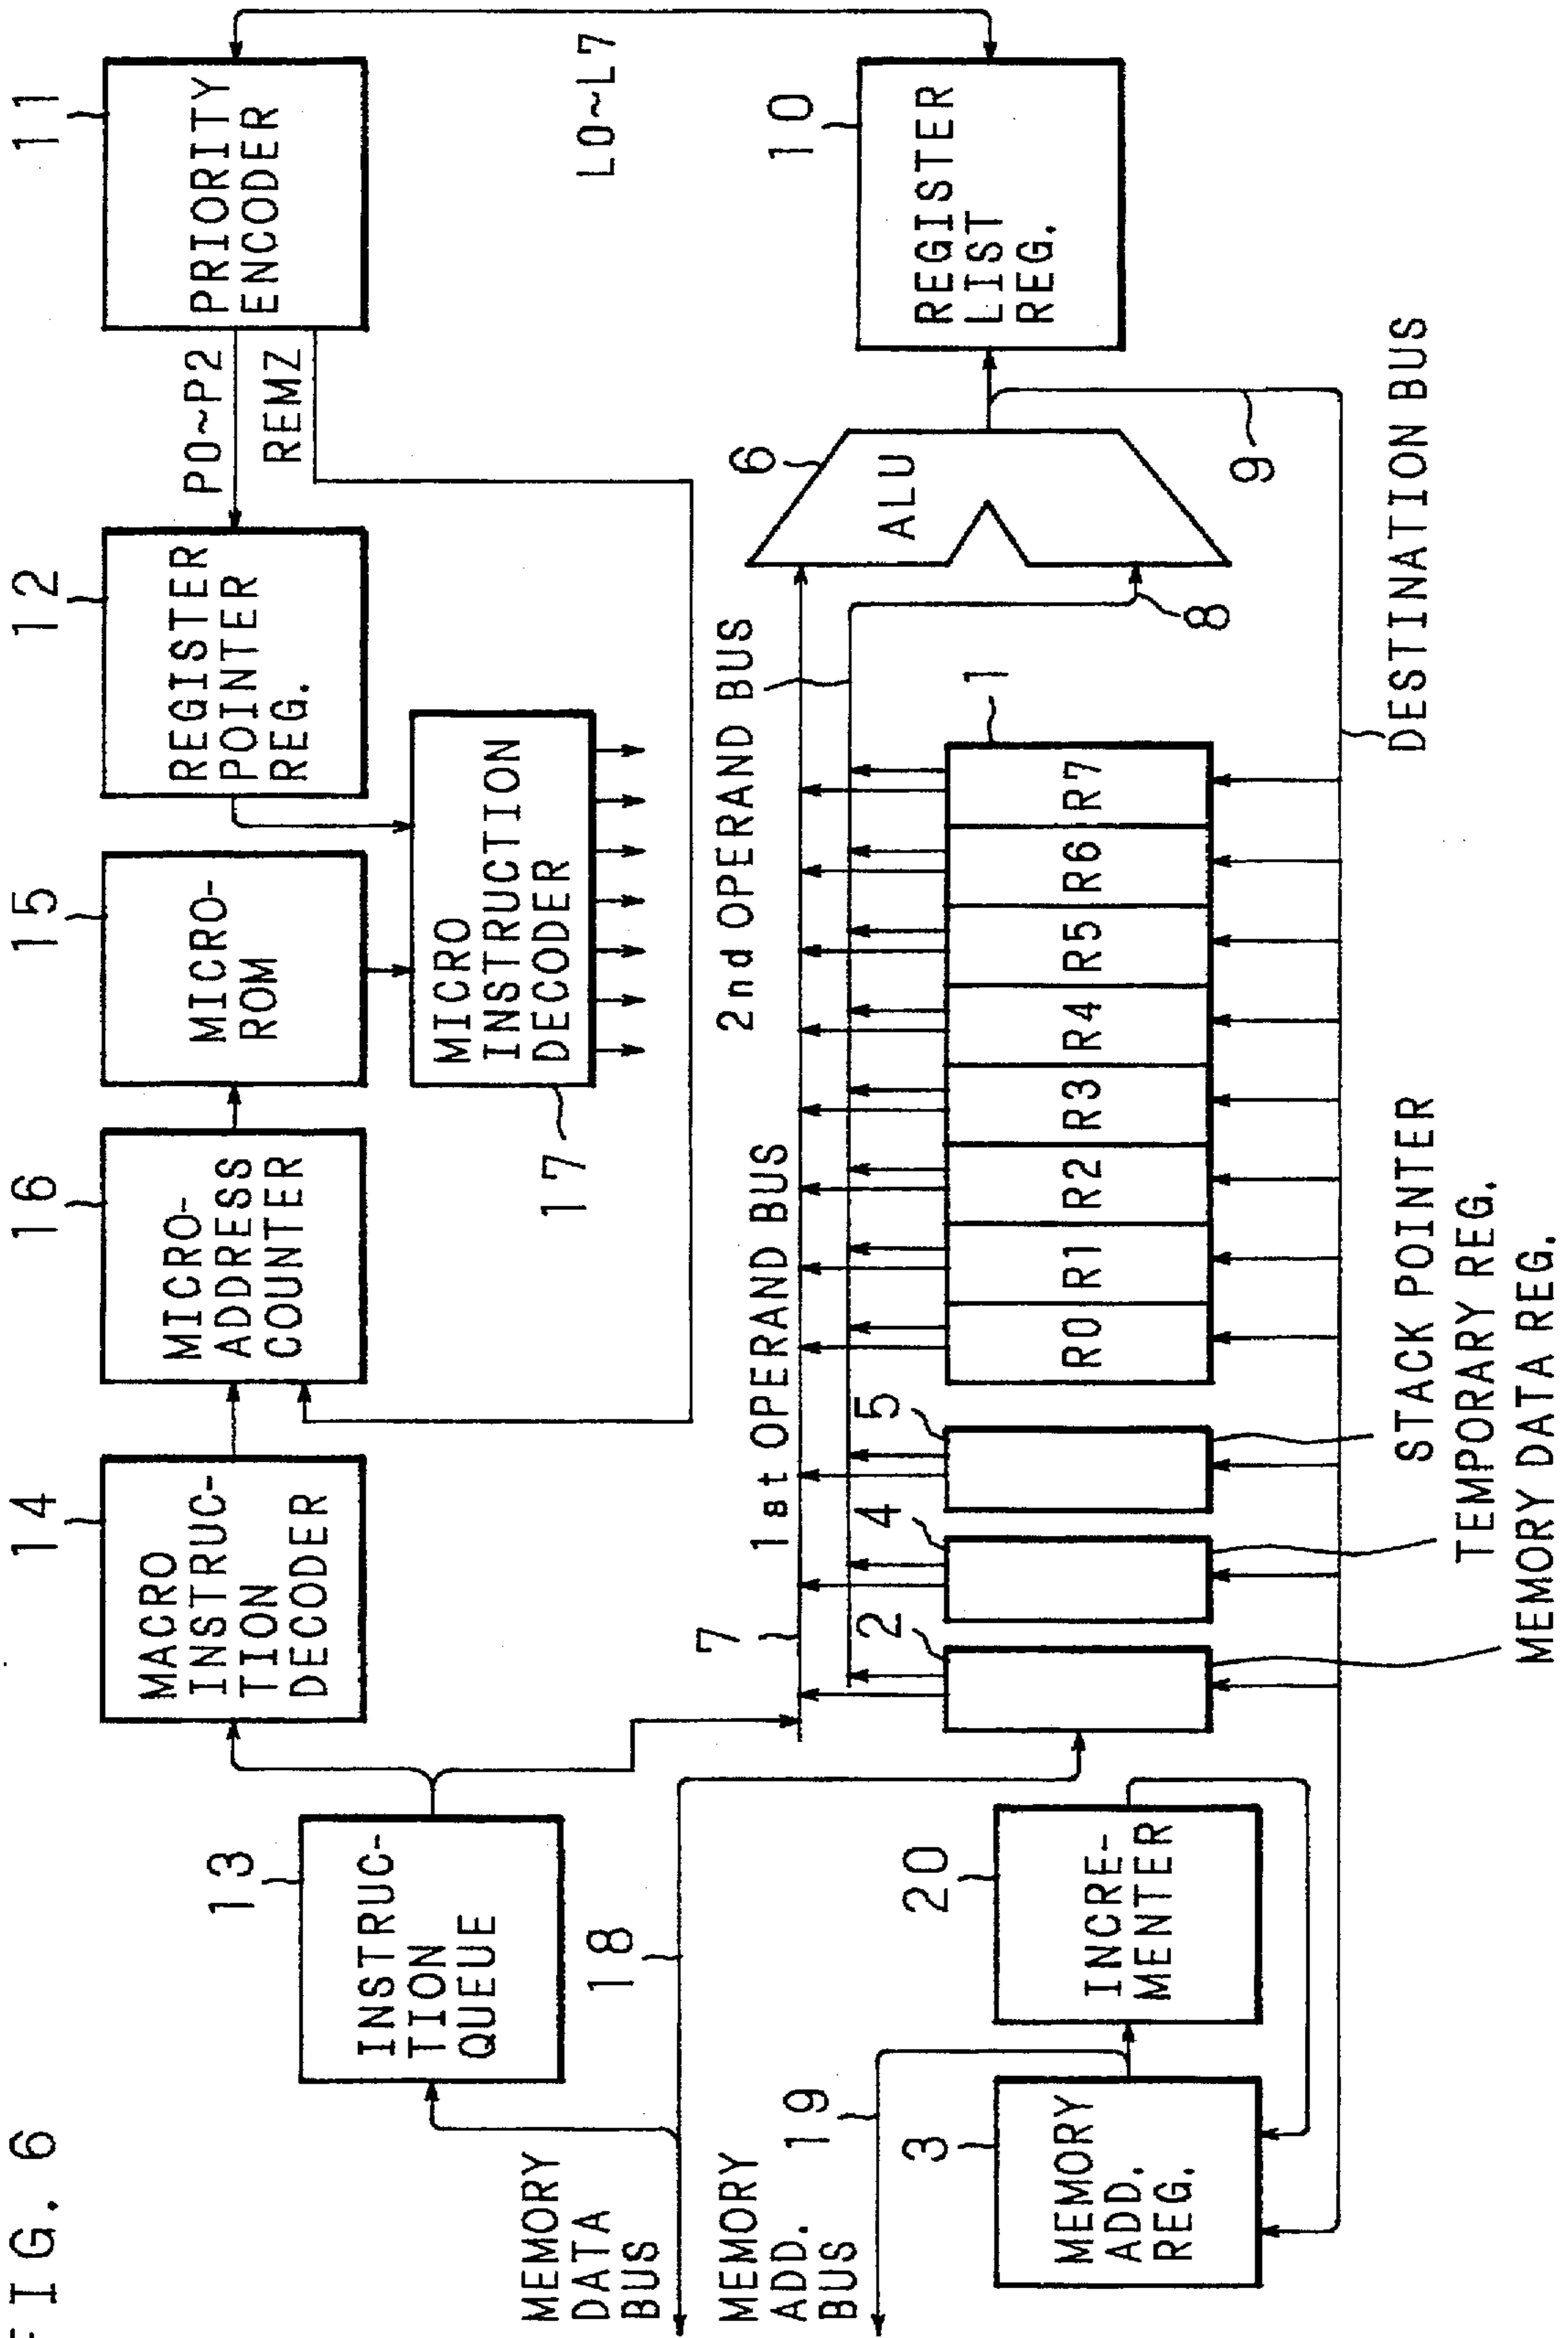 FIG. 6
11
PRIORITY
ENCODER
12
REGISTER
POINTER
REG.
P0~P2
REMZ
15
MICRO-
ROM
16
MICRO-
ADDRESS
COUNTER
14
MACRO
INSTRUC-
TION
DECODER
13
INSTRUC-
TION
QUEUE
17
MICRO
INSTRUCTION
DECODER
L0~L7
10
REGISTER
LIST
REG.
6
ALU
8
9
18
MEMORY
DATA
BUS
19
MEMORY
ADD.
BUS
7
1st OPERAND BUS
2nd OPERAND BUS
2
4
5
1
R0
R1
R2
R3
R4
R5
R6
R7
3
MEMORY
ADD.
REG.
20
INCRE-
MENTER
DESTINATION BUS
STACK POINTER
TEMPORARY REG.
MEMORY DATA REG.